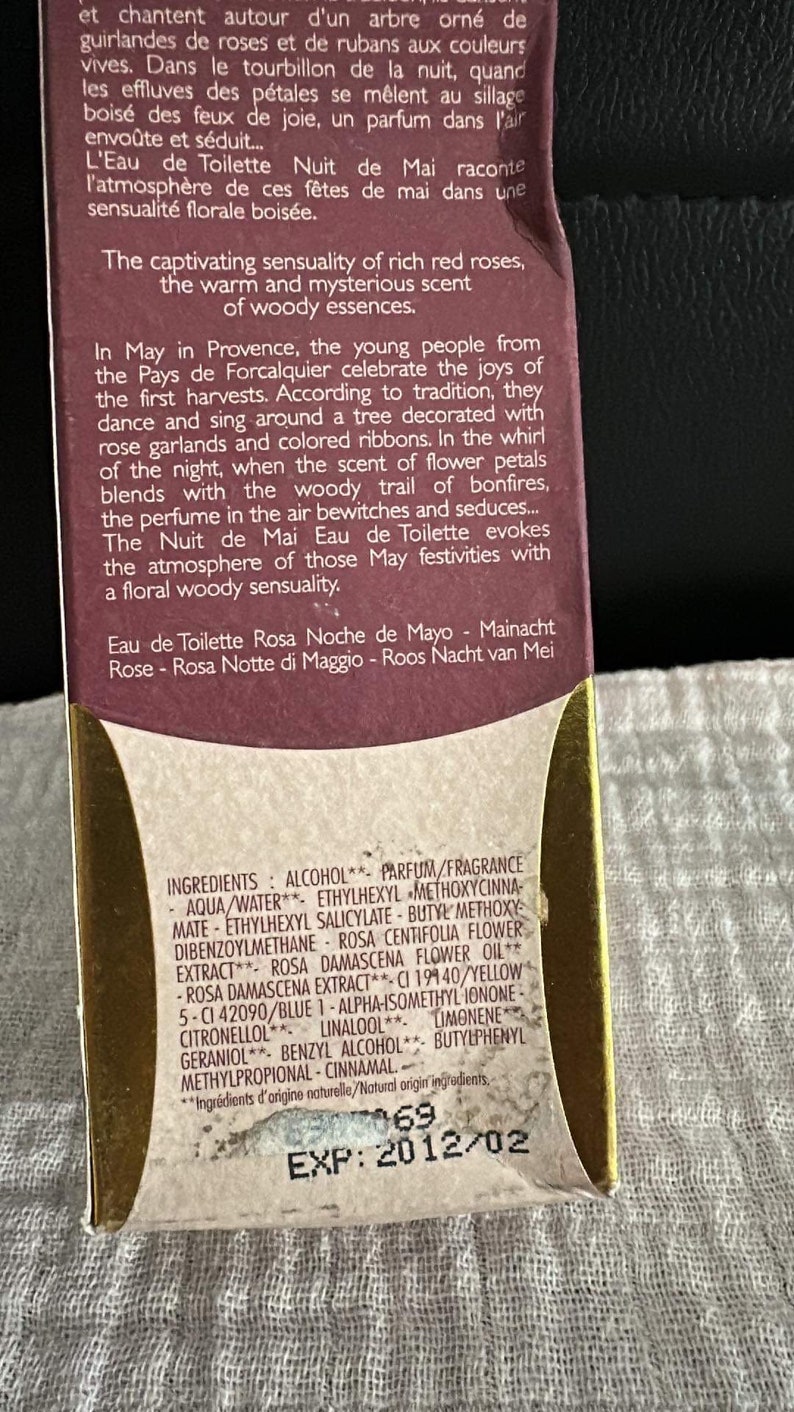 et chantent autour d'un arbre orné de
guirlandes de roses et de rubans aux couleurs
vives. Dans le tourbillon de la nuit, quand
les effluves des pétales se mêlent au sillage
boisé des feux de joie, un parfum dans l'air
envoûte et séduit...
L'Eau de Toilette Nuit de Mai raconte
l'atmosphère de ces fêtes de mai dans une
sensualité florale boisée.
The captivating sensuality of rich red roses,
the warm and mysterious scent
of woody essences.
In May in Provence, the young people from
the Pays de Forcalquier celebrate the joys of
the first harvests. According to tradition, they
dance and sing around a tree decorated with
rose garlands and colored ribbons. In the whirl
of the night, when the scent of flower petals
blends with the woody trail of bonfires,
the perfume in the air bewitches and seduces...
The Nuit de Mai Eau de Toilette evokes
the atmosphere of those May festivities with
a floral woody sensuality.
Eau de Toilette Rosa Noche de Mayo - Mainacht
Rose - Rosa Notte di Maggio - Roos Nacht van Mei
INGREDIENTS : ALCOHOL**- PARFUM/FRAGRANCE
- AQUA/WATER**- ETHYLHEXYL METHOXYCINNA-
MATE - ETHYLHEXYL SALICYLATE - BUTYL METHOXY-
DIBENZOYLMETHANE - ROSA CENTIFOLIA FLOWER
EXTRACT**- ROSA DAMASCENA FLOWER OIL**
- ROSA DAMASCENA EXTRACT**- CI 19140/YELLOW
5 - CI 42090/BLUE 1 - ALPHA-ISOMETHYL IONONE -
CITRONELLOL**- LINALOOL**- LIMONENE**-
GERANIOL**- BENZYL ALCOHOL**- BUTYLPHENYL
METHYLPROPIONAL - CINNAMAL.
**Ingrédients d'origine naturelle/Natural origin ingredients.
69
EXP: 2012/02